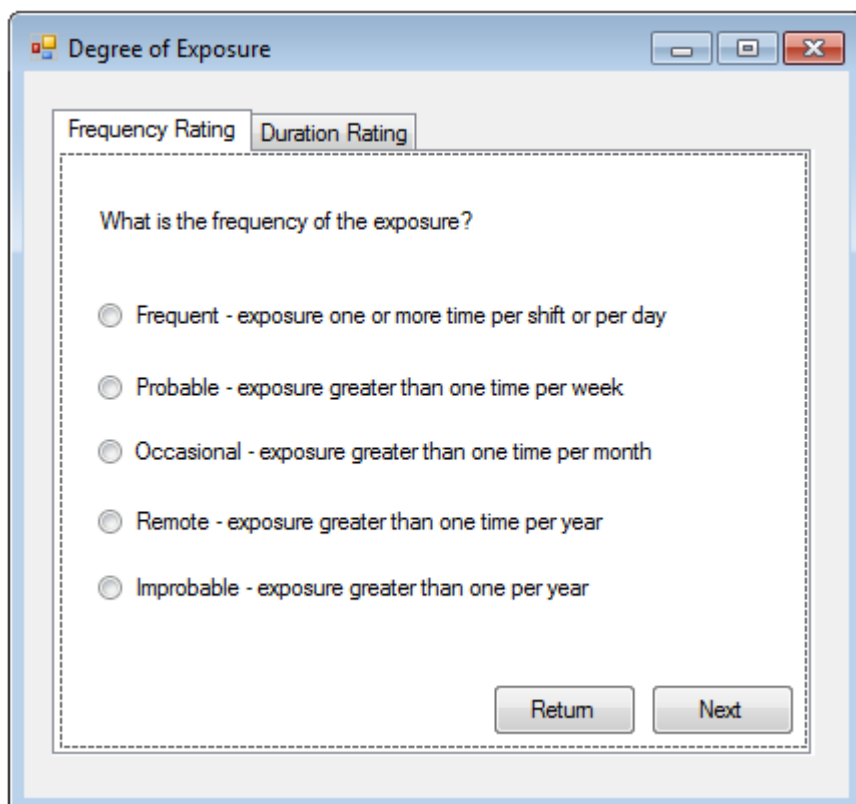 Degree of Exposure
Frequency Rating
Duration Rating
What is the frequency of the exposure?
Frequent - exposure one or more time per shift or per day
Probable - exposure greater than one time per week
Occasional - exposure greater than one time per month
Remote - exposure greater than one time per year
Improbable - exposure greater than one per year
Return
Next